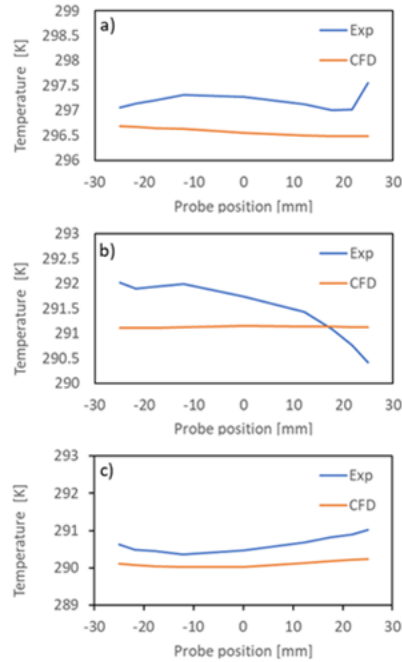 a)
299
298.5
298
297.5
297
296.5
296
Temperature [K]
Exp
CFD
-30 -20 -10 0 10 20 30
Probe position [mm]
b)
293
292.5
292
291.5
291
290.5
290
Temperature [K]
Exp
CFD
-30 -20 -10 0 10 20 30
Probe position [mm]
c)
293
292
291
290
289
Temperature [K]
Exp
CFD
-30 -20 -10 0 10 20 30
Probe position [mm]